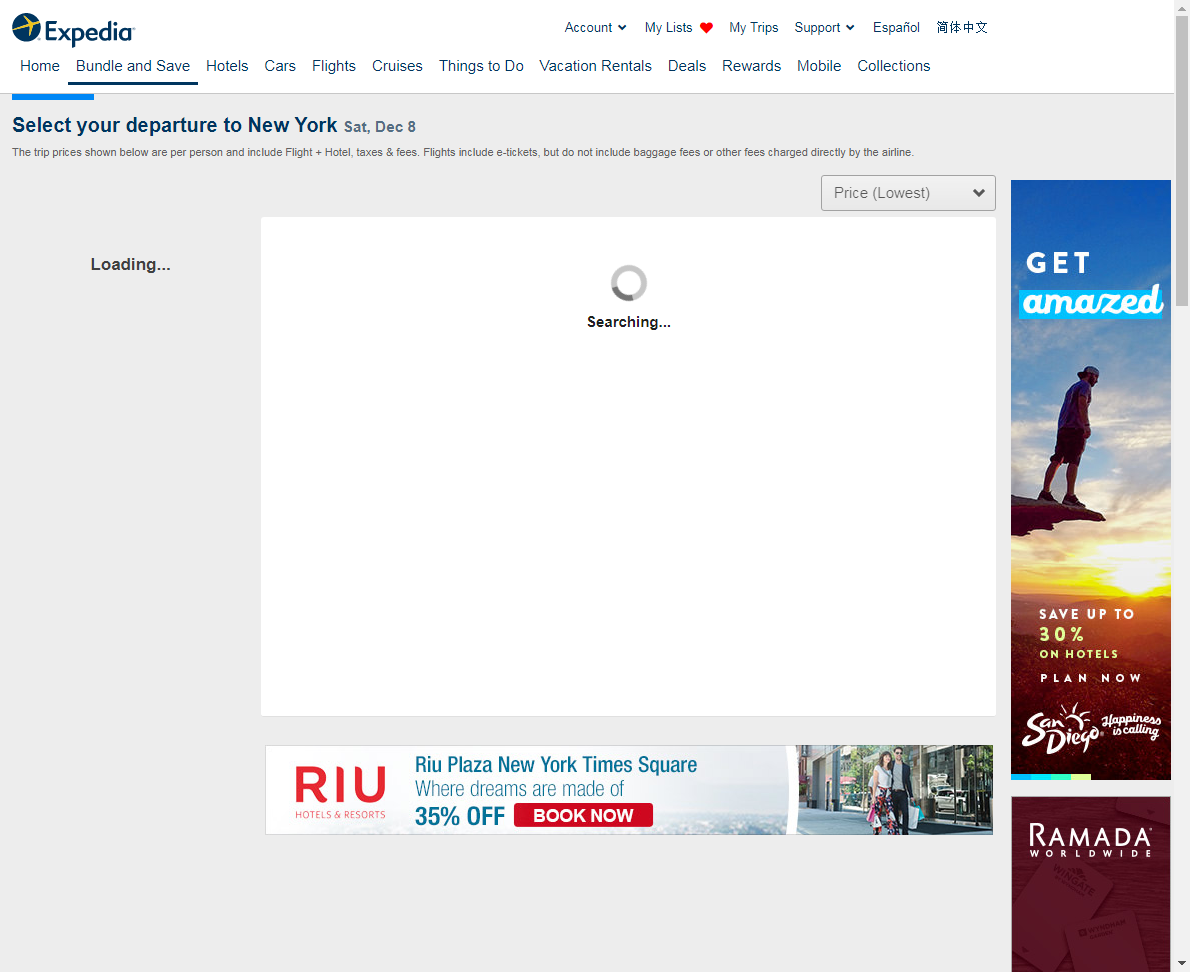 Expedia
Account My Lists My Trips Support Español 简体中文
Home Bundle and Save Hotels Cars Flights Cruises Things to Do Vacation Rentals Deals Rewards Mobile Collections
Select your departure to New York Sat, Dec 8
The trip prices shown below are per person and include Flight + Hotel, taxes & fees. Flights include e-tickets, but do not include baggage fees or other fees charged directly by the airline.
Price (Lowest)
Loading...
Searching...
GET
amazed
SAVE UP TO
30%
ON HOTELS
PLAN NOW
San Diego
Happiness
is calling
RIU
HOTELS & RESORTS
Riu Plaza New York Times Square
Where dreams are made of
35% OFF BOOK NOW
RAMADA
WORLDWIDE
WINGATE
WYNDHAM